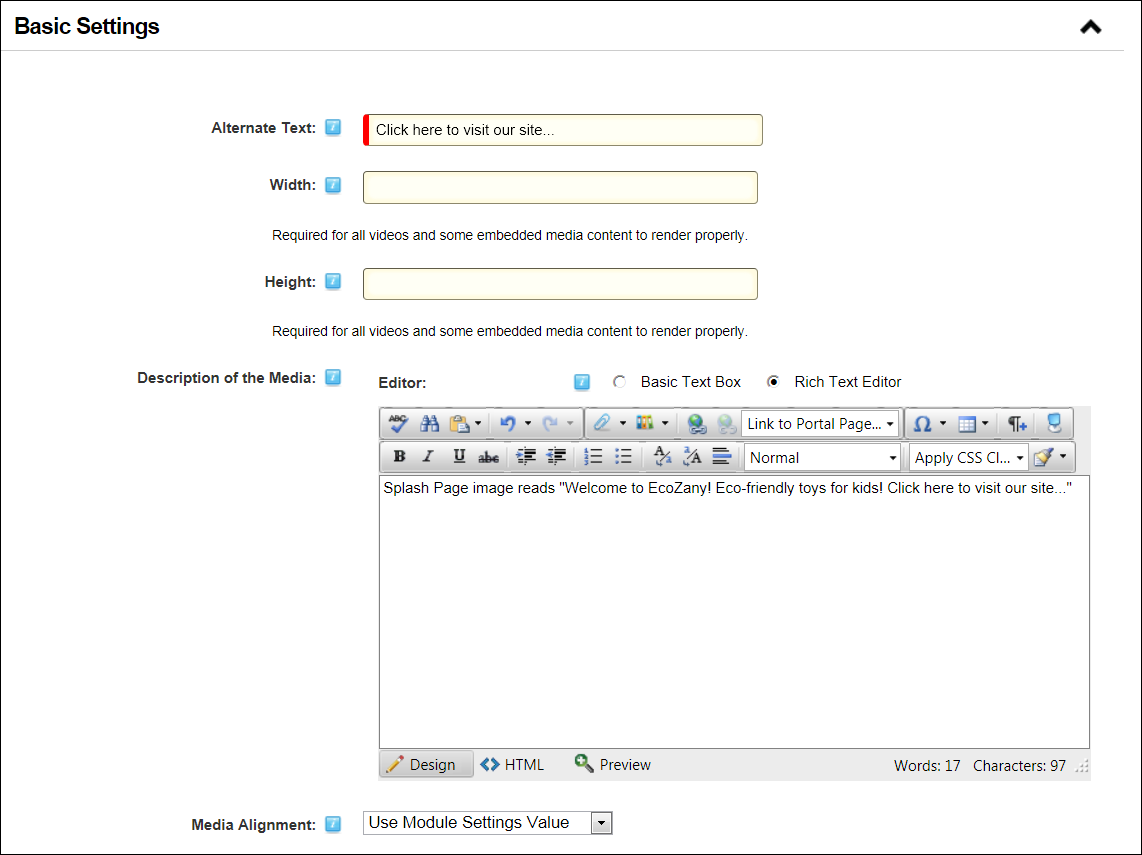 Basic Settings
Alternate Text: Click here to visit our site...
Width:
Required for all videos and some embedded media content to render properly.
Height:
Required for all videos and some embedded media content to render properly.
Description of the Media: Editor: Basic Text Box Rich Text Editor
ABC Link to Portal Page... Ω ¶
B I U abc Normal Apply CSS Cl...
Splash Page image reads "Welcome to EcoZany! Eco-friendly toys for kids! Click here to visit our site..."
Design HTML Preview Words: 17 Characters: 97
Media Alignment: Use Module Settings Value